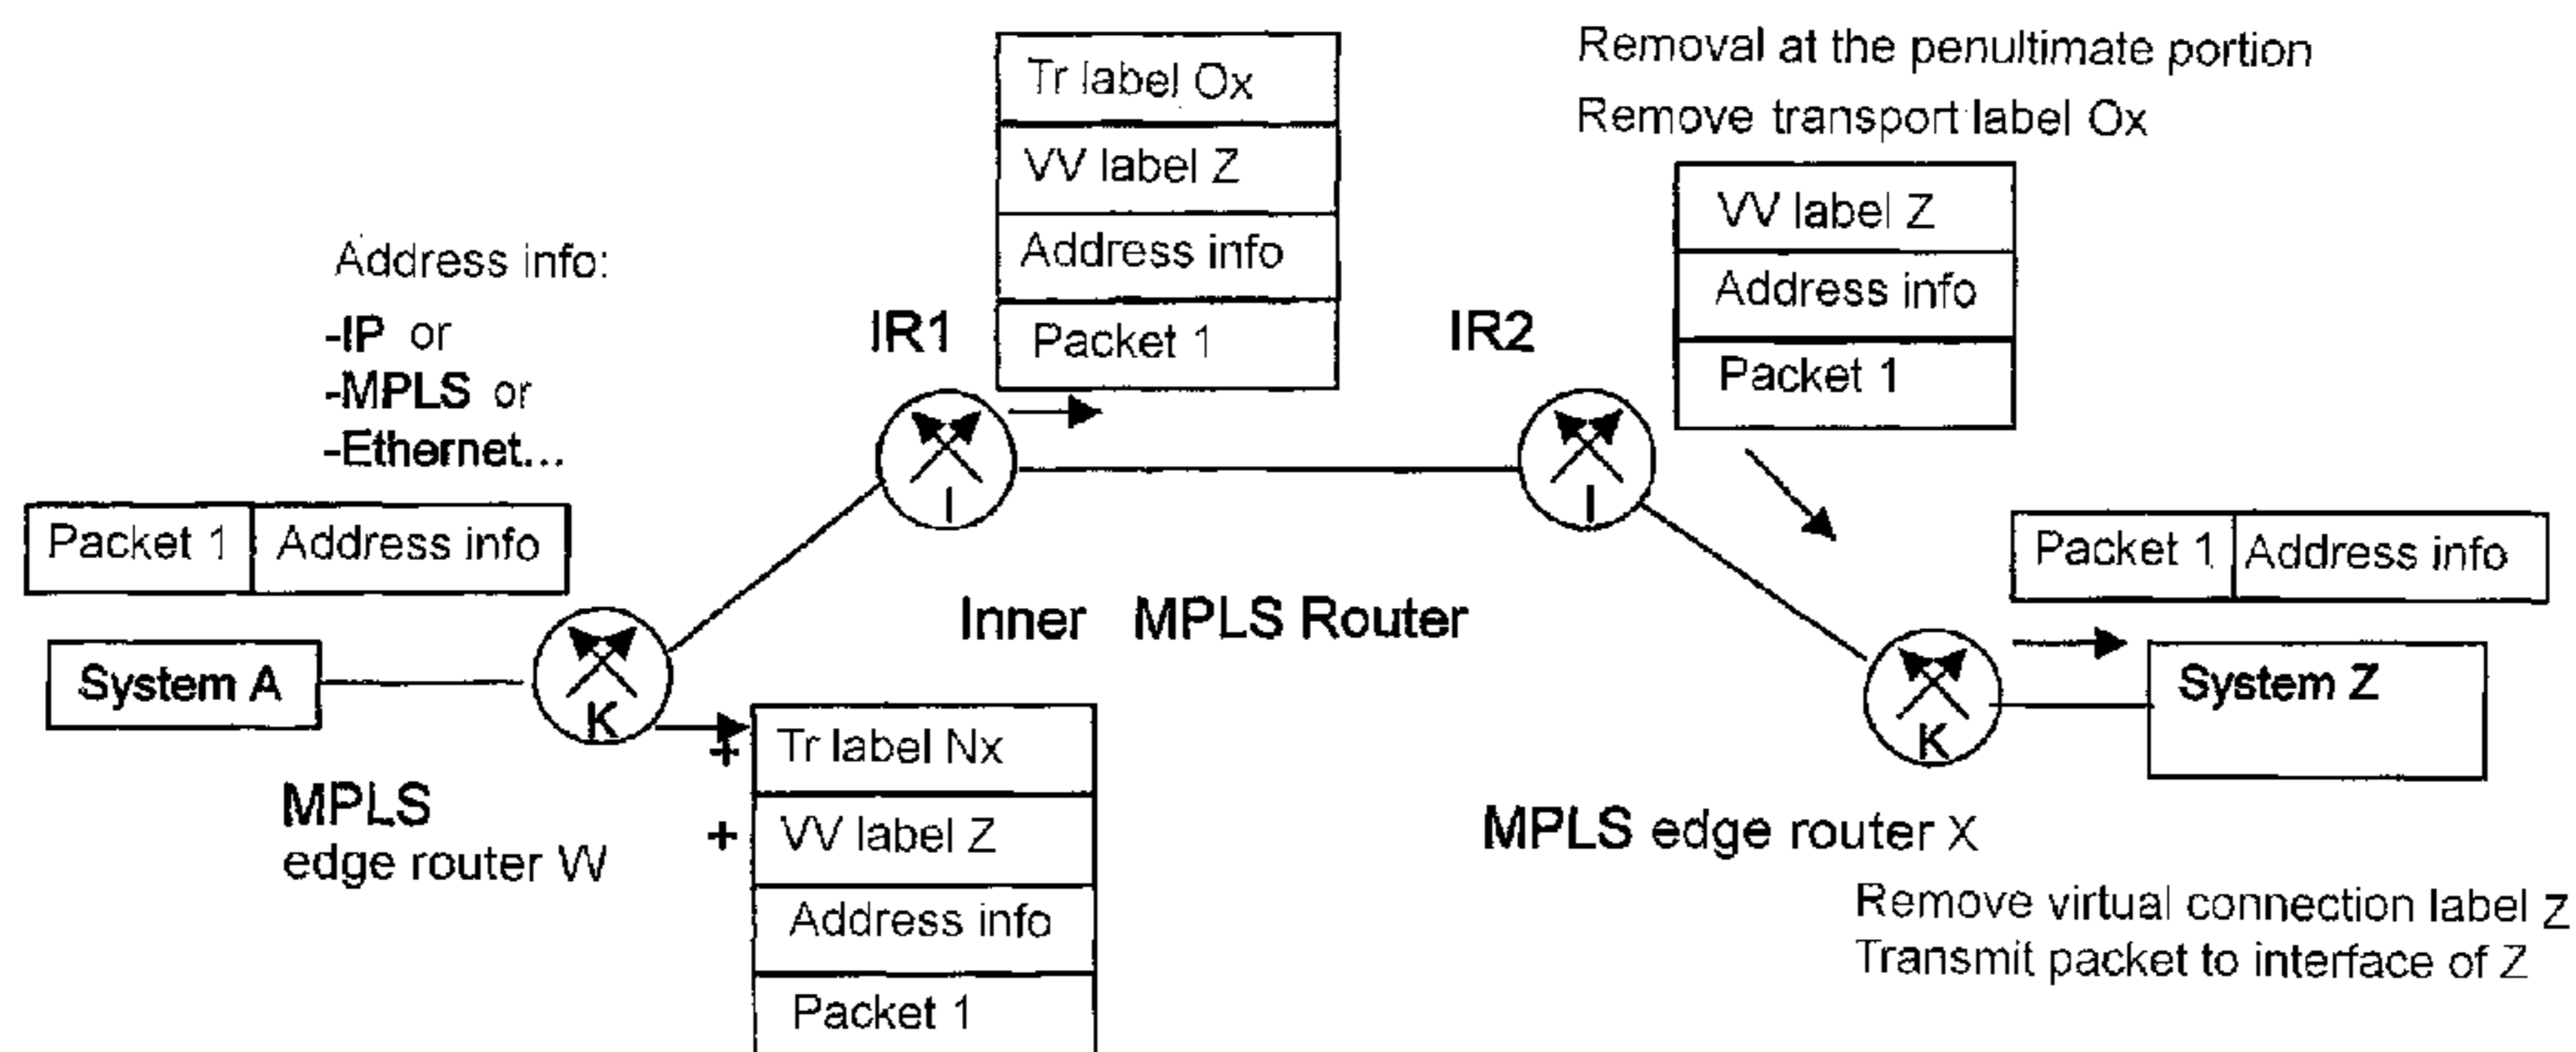 Removal at the penultimate portion
Remove transport label Ox
Tr label Ox
VV label Z
Address info
Packet 1
VV label Z
Address info
Packet 1
Address info:
-IP or
-MPLS or
-Ethernet...
IR1
IR2
I
I
Packet 1 Address info
Packet 1 Address info
Inner MPLS Router
System A
K
System Z
K
+ Tr label Nx
+ VV label Z
Address info
Packet 1
MPLS
edge router W
MPLS edge router X
Remove virtual connection label Z
Transmit packet to interface of Z